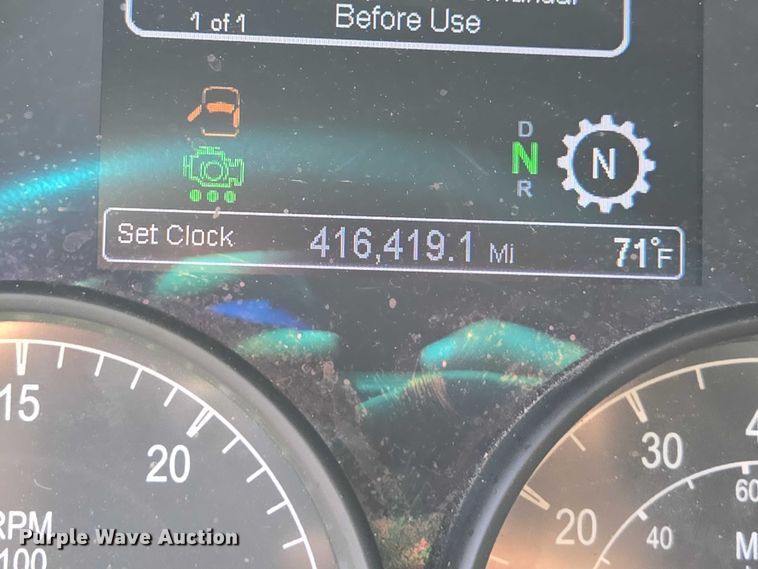 1 of 1
Before Use
D
N
R
N
Set Clock 416,419.1 Mi 71°F
15
20
RPM
100
20
30
40
60
Purple Wave Auction